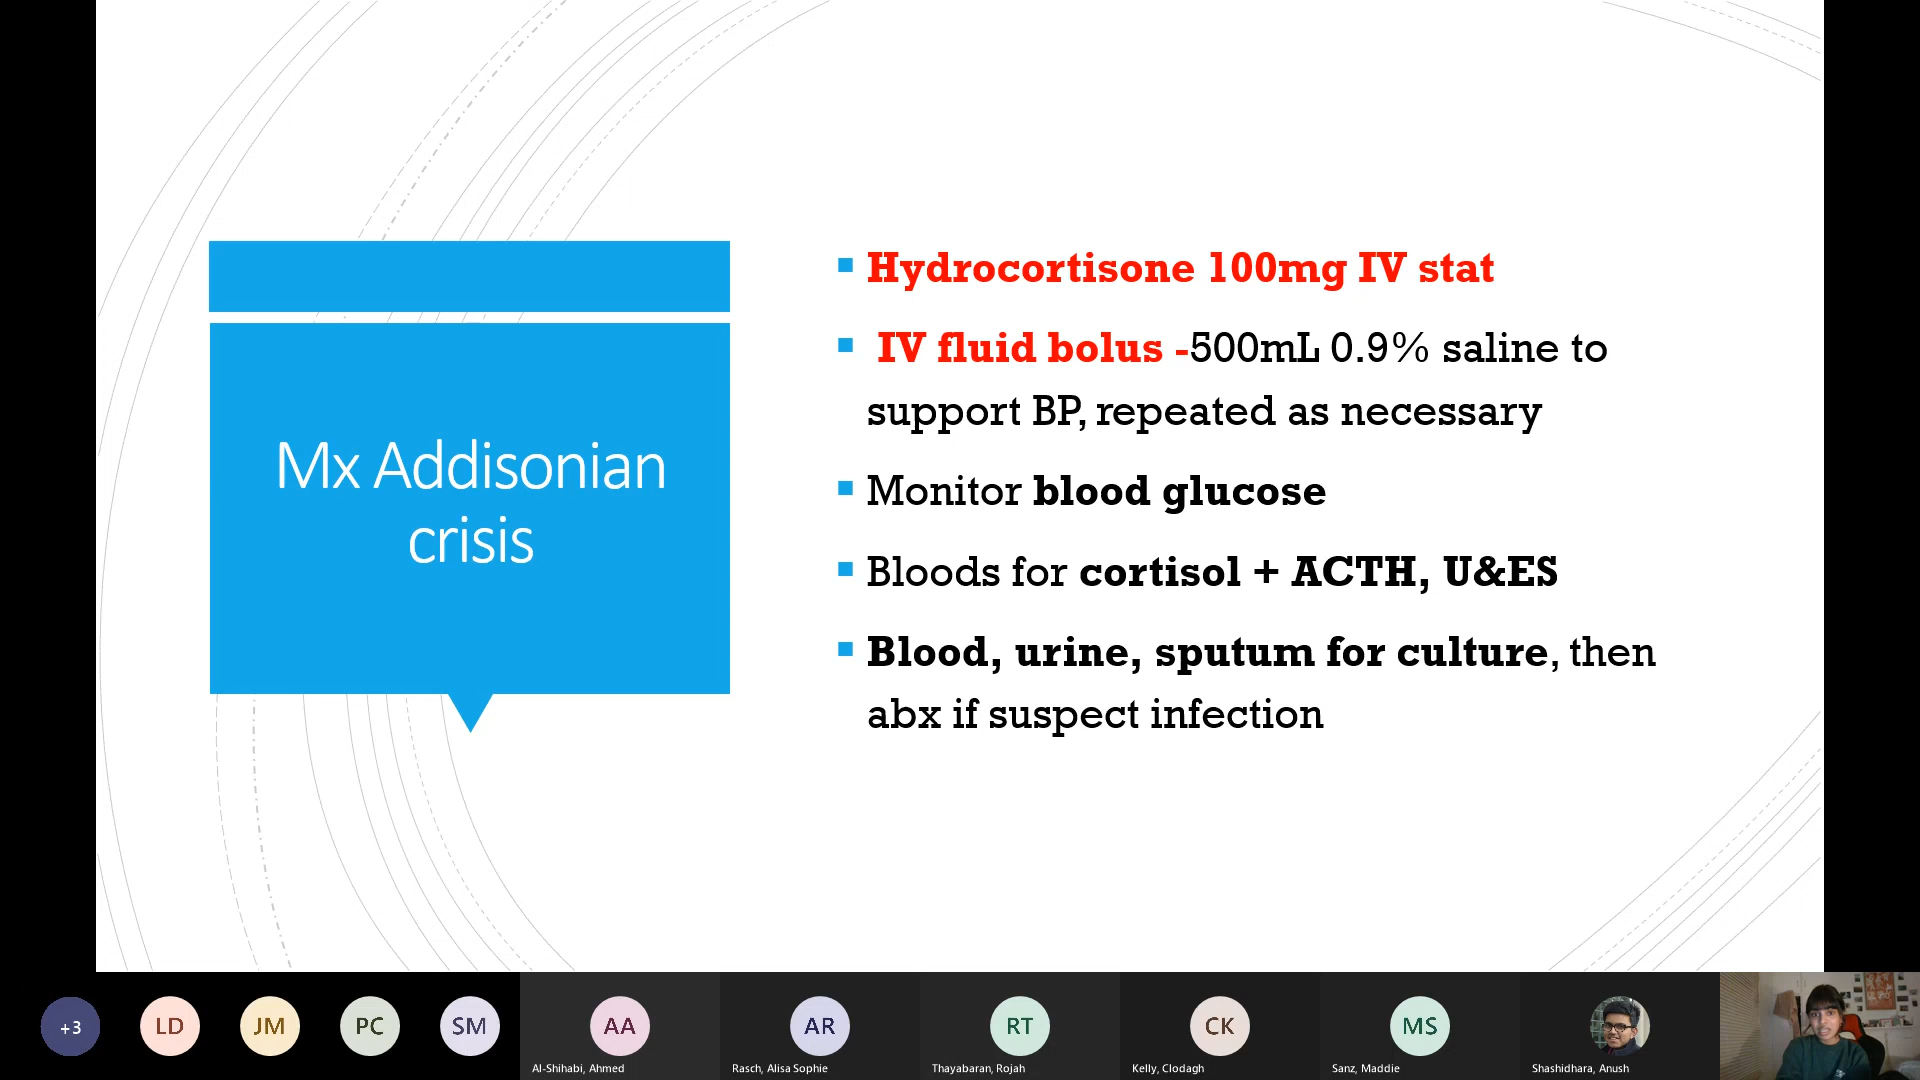 Mx Addisonian
crisis
Hydrocortisone 100mg IV stat
IV fluid bolus -500mL 0.9% saline to
support BP, repeated as necessary
Monitor blood glucose
Bloods for cortisol + ACTH, U&ES
Blood, urine, sputum for culture, then
abx if suspect infection
+3
LD
JM
PC
SM
AA
Al-Shihabi, Ahmed
AR
Rasch, Alisa Sophie
RT
Thayabaran, Rojah
CK
Kelly, Clodagh
MS
Sanz, Maddie
Shashidhara, Anush